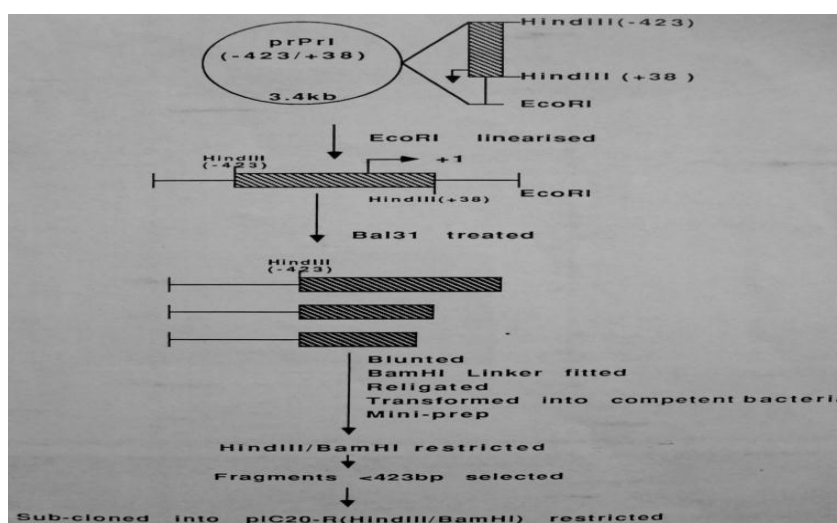 HindIII(-423)
prPrI
(-423/+38)
HindIII (+38)
3.4kb
EcoRI
EcoRI linearised
HindIII
(-423)
+1
EcoRI
HindIII(+38)
Bal31 treated
HindIII
(-423)
Blunted
BamHI Linker fitted
Religated
Transformed into competent bacteria
Mini-prep
HindIII/BamHI restricted
Fragments <423bp selected
Sub-cloned into pIC20-R(HindIII/BamHI) restricted